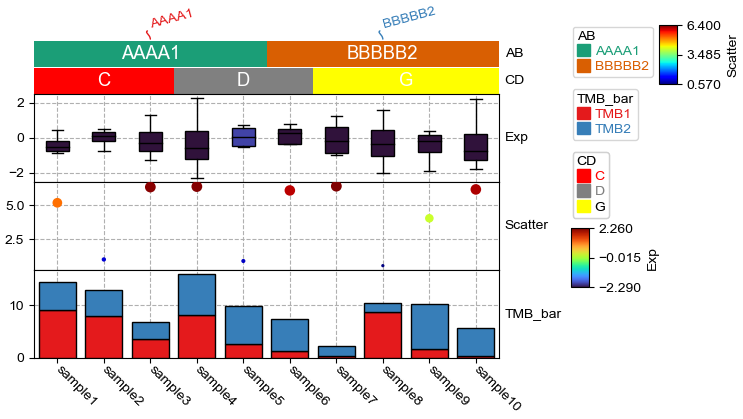 AAAA1
BBBBB2
AAAA1
BBBBB2
AB
C
D
G
CD
2
0
−2
Exp
5.0
2.5
Scatter
10
0
TMB_bar
sample1
sample2
sample3
sample4
sample5
sample6
sample7
sample8
sample9
sample10
AB
AAAA1
BBBBB2
TMB_bar
TMB1
TMB2
CD
C
D
G
2.260
−0.015
−2.290
Exp
6.400
3.485
0.570
Scatter